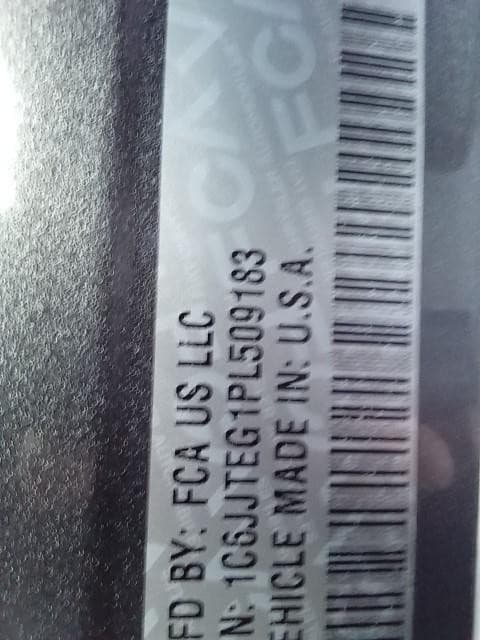 FD BY: FCA US LLC
N: 1C6JJTEG1PL509183
EHICLE MADE IN: U.S.A.